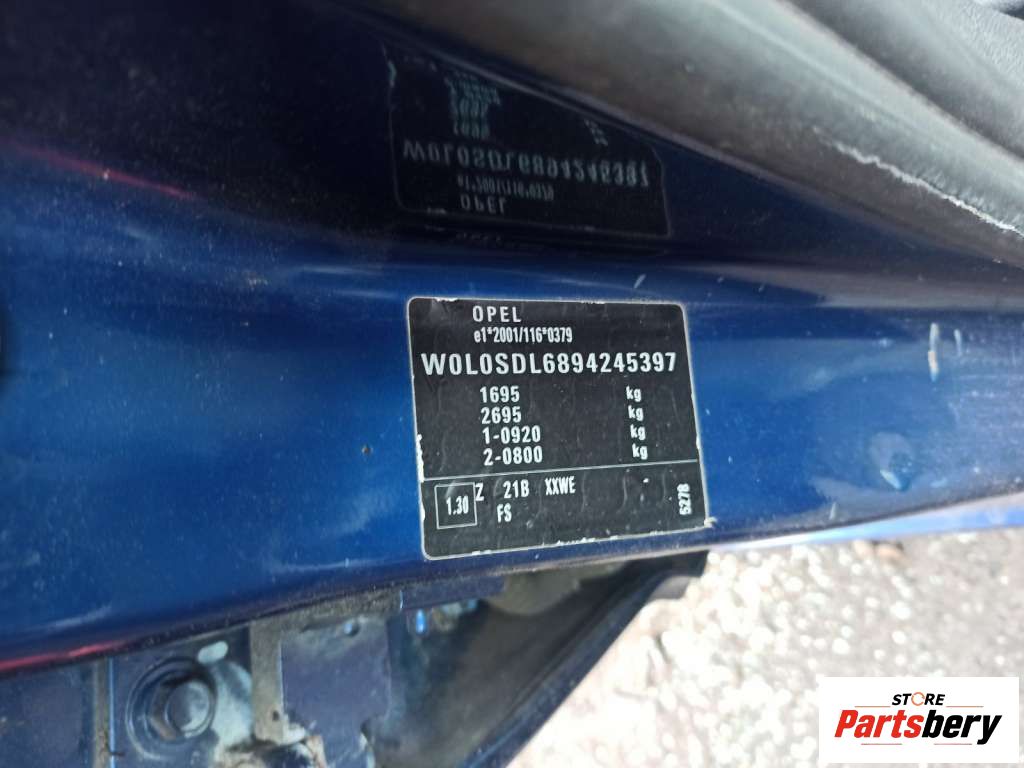 OPEL
e1*2001/116*0379
W0L0SDL6894245397
1695 kg
2695 kg
1-0920 kg
2-0800 kg
1.30 Z 21B XXWE
FS
5278
STORE
Partsbery